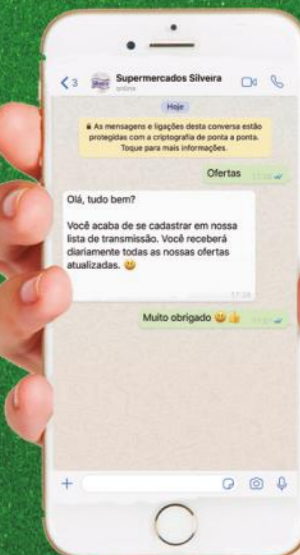 3
Supermercados Silveira
online
Hoje
As mensagens e ligações desta conversa estão
protegidas com a criptografia de ponta a ponta.
Toque para mais informações.
Ofertas
Olá, tudo bem?
Você acaba de se cadastrar em nossa
lista de transmissão. Você receberá
diariamente todas as nossas ofertas
atualizadas. 😃
Muito obrigado 😃👍